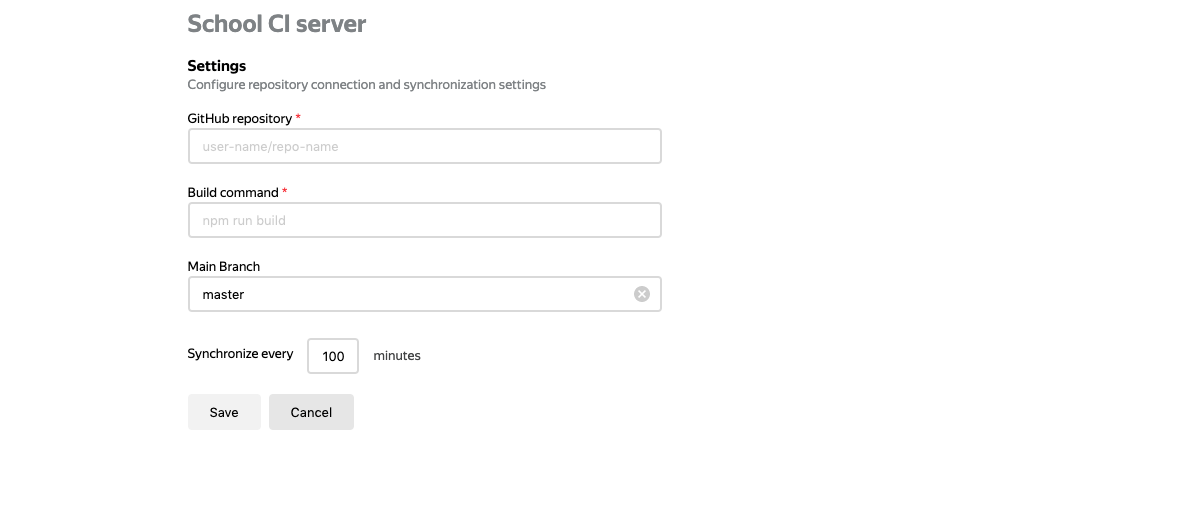 School CI server
Settings
Configure repository connection and synchronization settings
GitHub repository *
user-name/repo-name
Build command *
npm run build
Main Branch
master
Synchronize every 100 minutes
Save Cancel